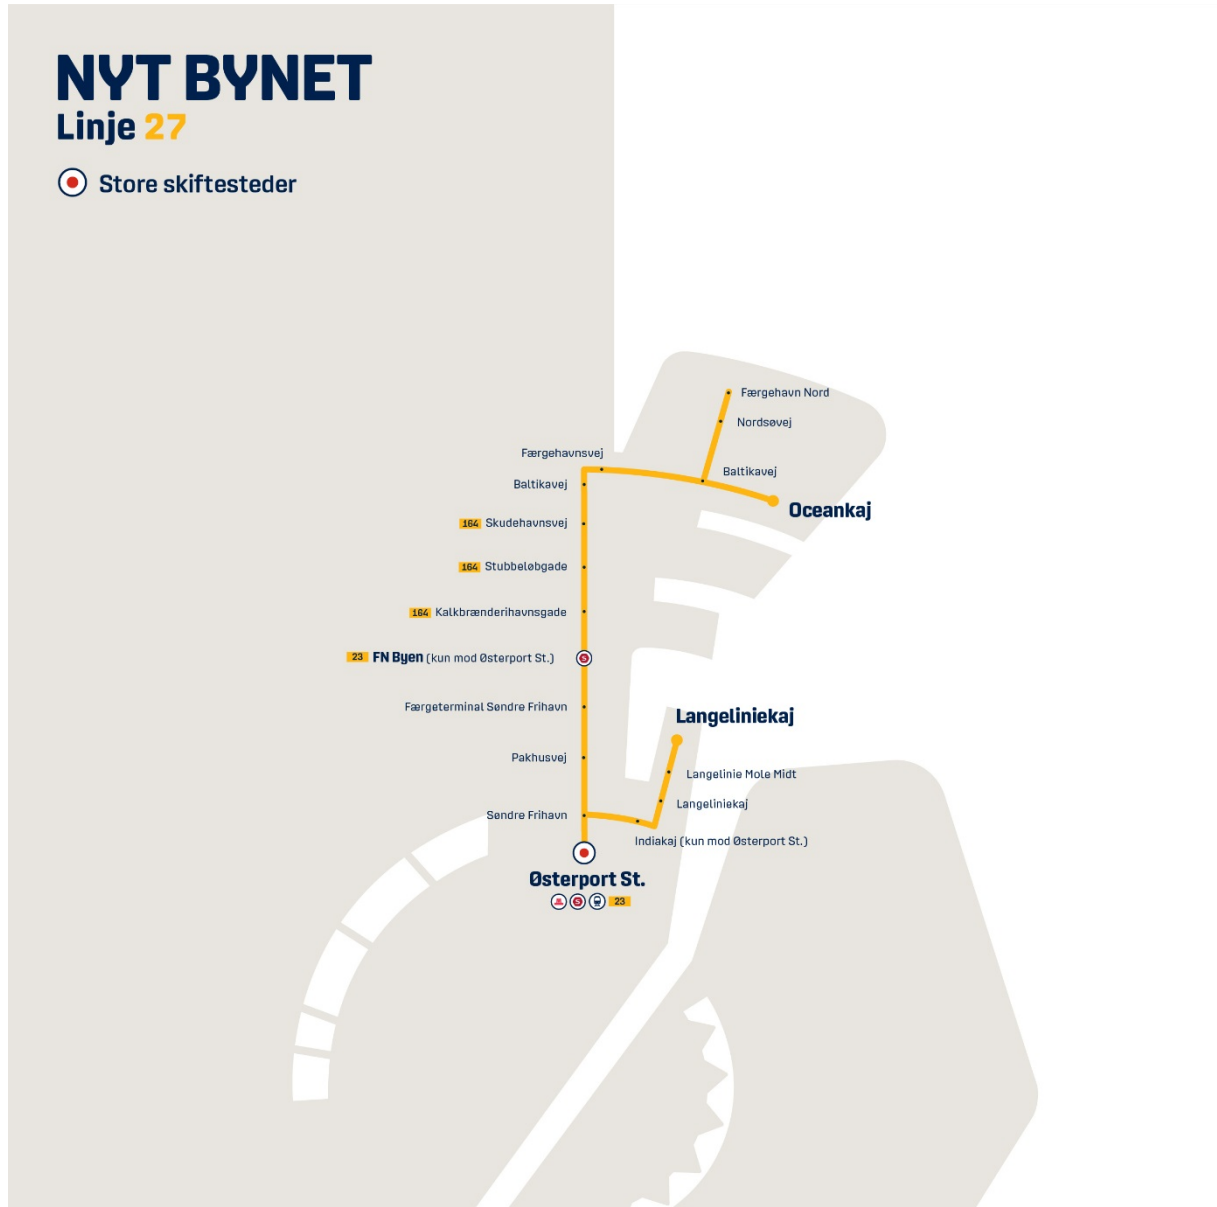 NYT BYNET
Linje 27
Store skiftesteder
Færgehavn Nord
Nordsøvej
Færgehavnsvej
Baltikavej
Baltikavej
Oceankaj
164 Skudehavnsvej
164 Stubbeløbgade
164 Kalkbrænderihavnsgade
23 FN Byen (kun mod Østerport St.)
Færgeterminal Søndre Frihavn
Langeliniekaj
Pakhusvej
Langelinie Mole Midt
Langeliniekaj
Søndre Frihavn
Indiakaj (kun mod Østerport St.)
Østerport St.
S 23